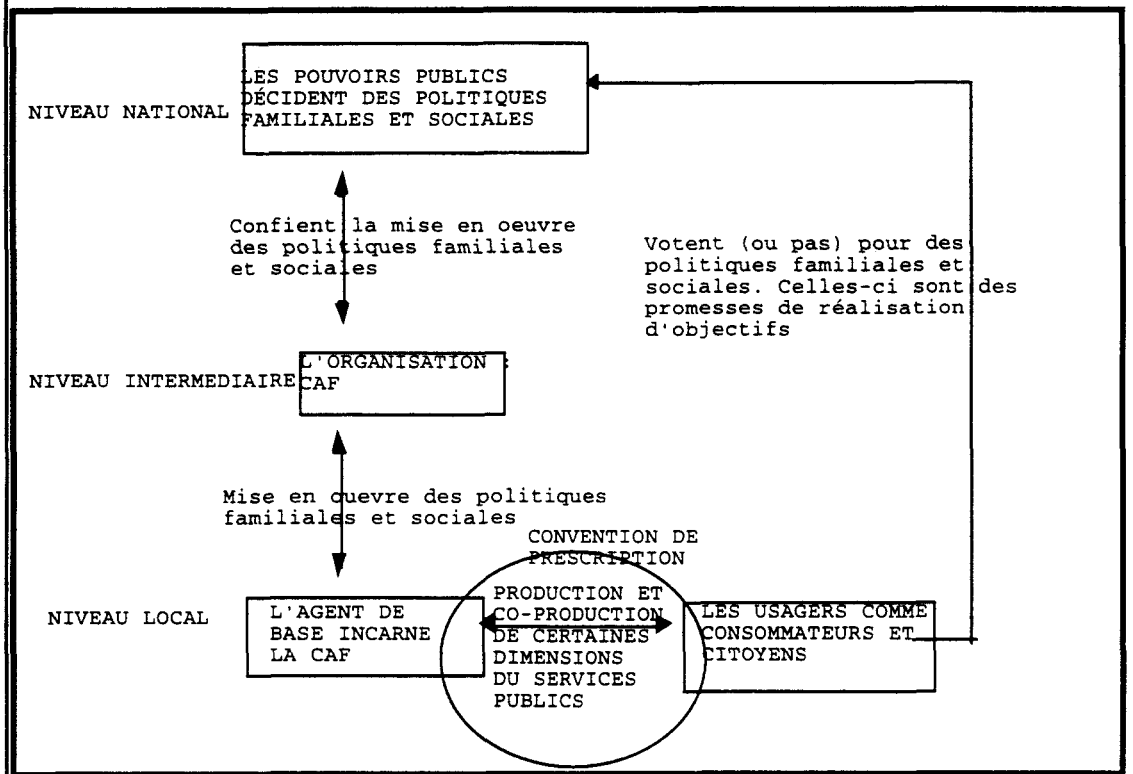 LES POUVOIRS PUBLICS
DÉCIDENT DES POLITIQUES
FAMILIALES ET SOCIALES
NIVEAU NATIONAL
Confient la mise en oeuvre
des politiques familiales
et sociales
Votent (ou pas) pour des
politiques familiales et
sociales. Celles-ci sont des
promesses de réalisation
d'objectifs
L'ORGANISATION :
CAF
NIVEAU INTERMEDIAIRE
Mise en ouevre des politiques
familiales et sociales
CONVENTION DE
PRESCRIPTION
NIVEAU LOCAL
L'AGENT DE
BASE INCARNE
LA CAF
PRODUCTION ET
CO-PRODUCTION
DE CERTAINES
DIMENSIONS
DU SERVICES
PUBLICS
LES USAGERS COMME
CONSOMMATEURS ET
CITOYENS